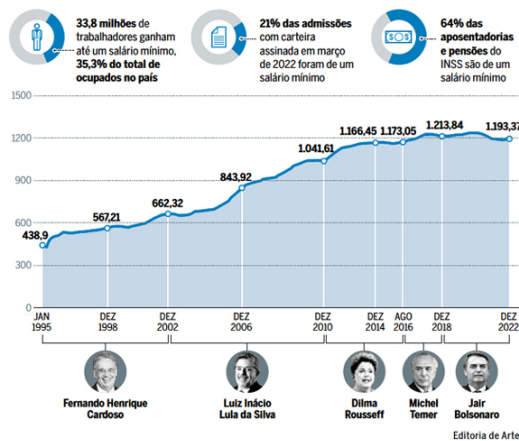 33,8 milhões de
trabalhadores ganham
até um salário mínimo,
35,3% do total de
ocupados no país
21% das admissões
com carteira
assinada em março
de 2022 foram de um
salário mínimo
64% das
aposentadorias
e pensões do
INSS são de um
salário mínimo
1500
1200
900
600
300
0
438,9
567,21
662,32
843,92
1.041,61
1.166,45
1.173,05
1.213,84
1.193,37
JAN
1995
DEZ
1998
DEZ
2002
DEZ
2006
DEZ
2010
DEZ
2014
AGO
2016
DEZ
2018
DEZ
2022
Fernando Henrique
Cardoso
Luiz Inácio
Lula da Silva
Dilma
Rousseff
Michel
Temer
Jair
Bolsonaro
Editoria de Arte